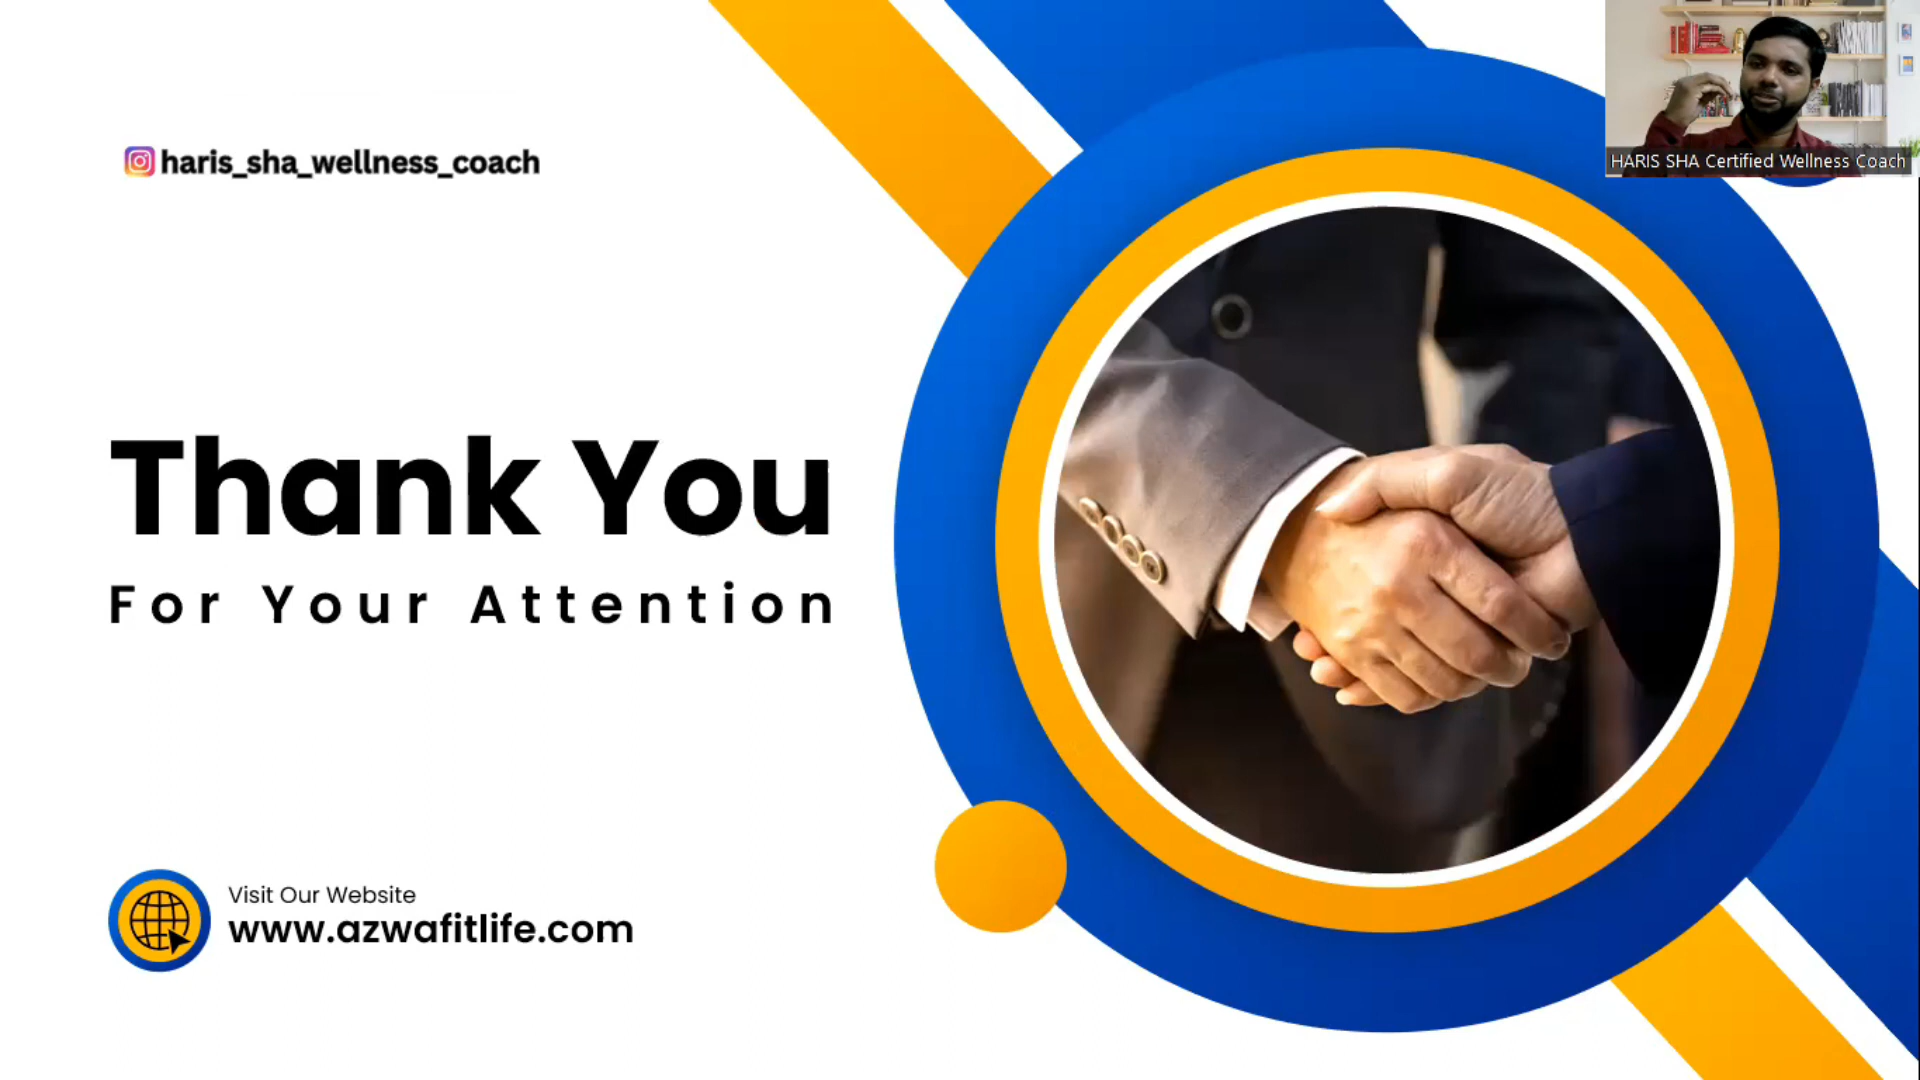 haris_sha_wellness_coach
HARIS SHA Certified Wellness Coach
Thank You
For Your Attention
Visit Our Website
www.azwafitlife.com